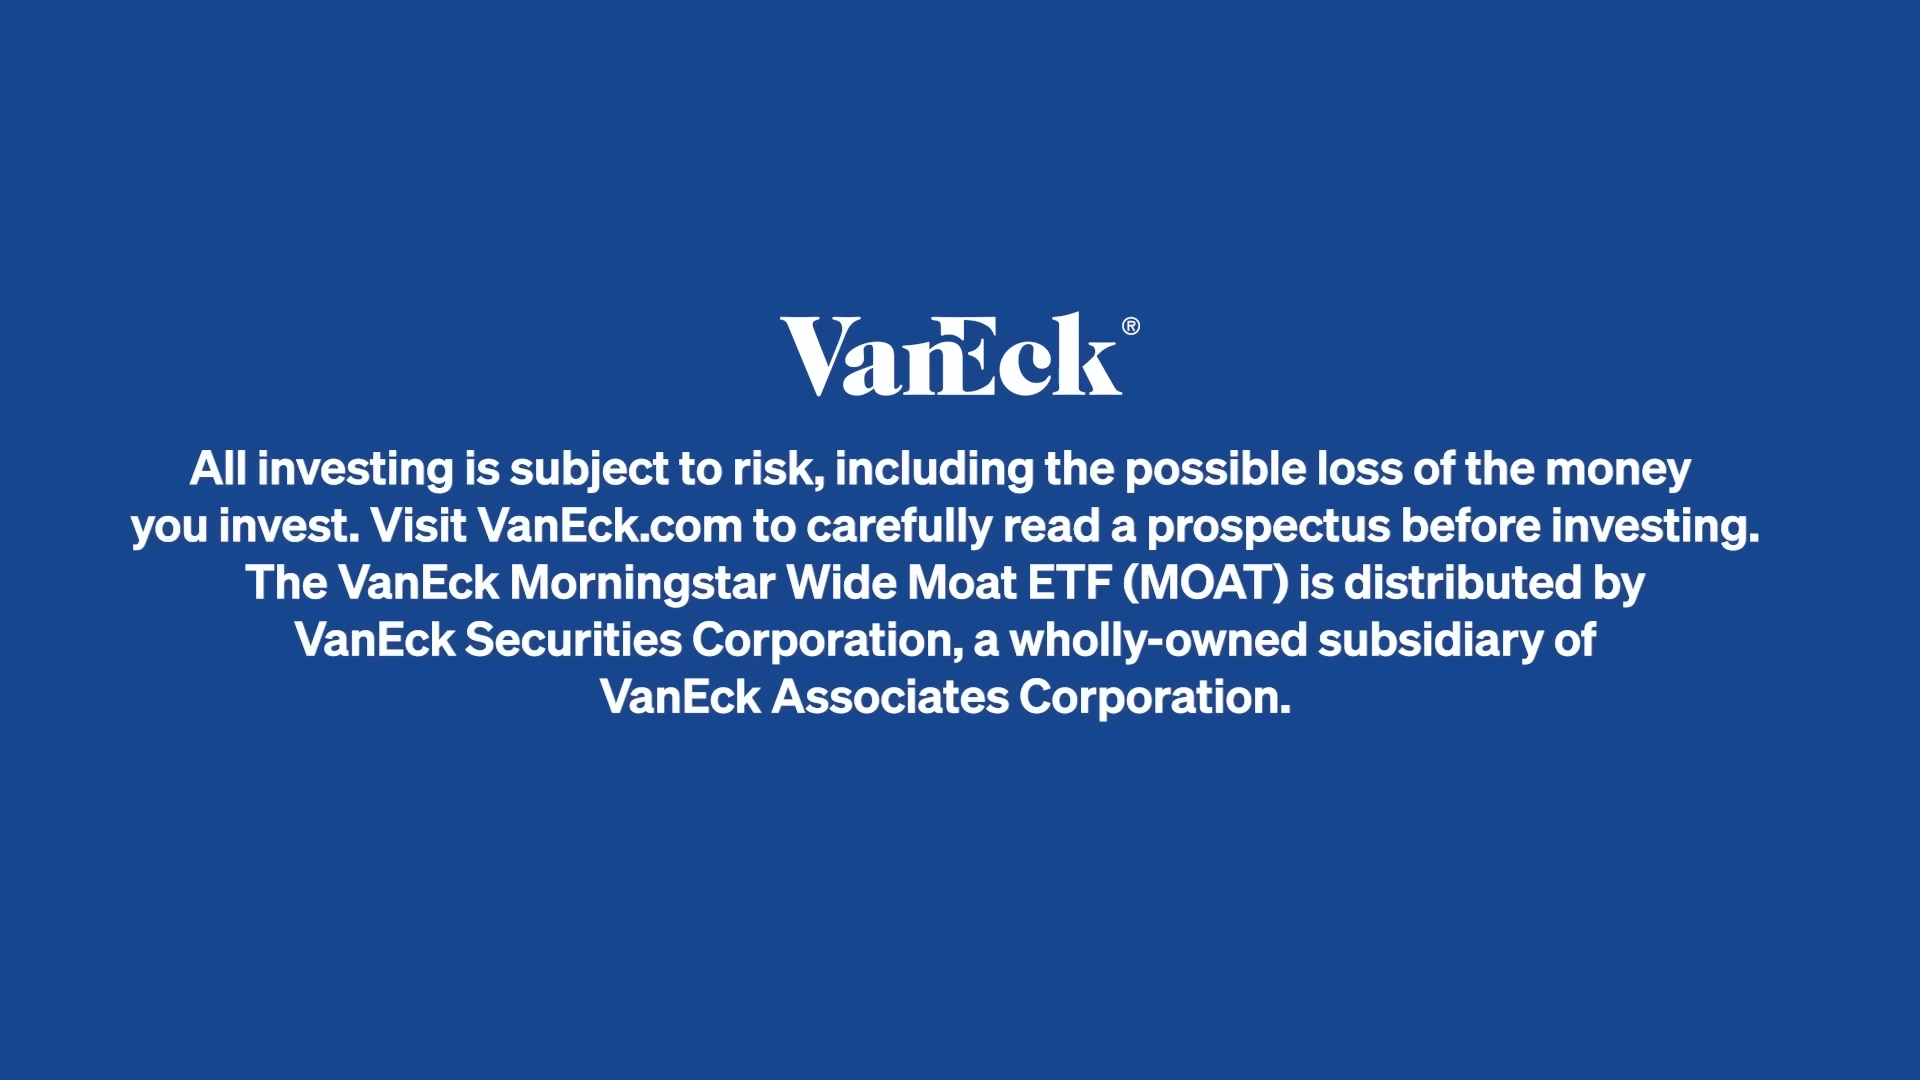 VanEck®
All investing is subject to risk, including the possible loss of the money
you invest. Visit VanEck.com to carefully read a prospectus before investing.
The VanEck Morningstar Wide Moat ETF (MOAT) is distributed by
VanEck Securities Corporation, a wholly-owned subsidiary of
VanEck Associates Corporation.